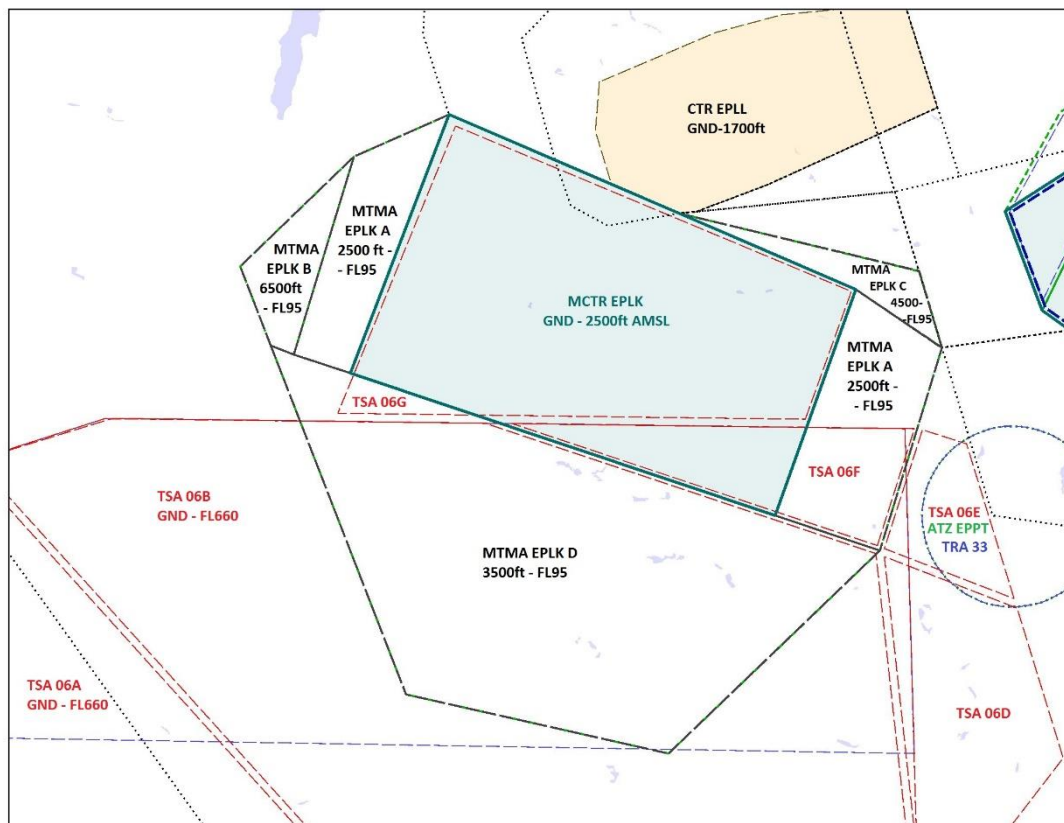 CTR EPLL
GND-1700ft
MTMA
EPLK A
2500 ft -
- FL95
MTMA
EPLK B
6500ft
- FL95
MCTR EPLK
GND - 2500ft AMSL
MTMA
EPLK C
4500-
-FL95
MTMA
EPLK A
2500ft -
- FL95
TSA 06G
TSA 06F
TSA 06B
GND - FL660
TSA 06E
ATZ EPPT
TRA 33
MTMA EPLK D
3500ft - FL95
TSA 06A
GND - FL660
TSA 06D